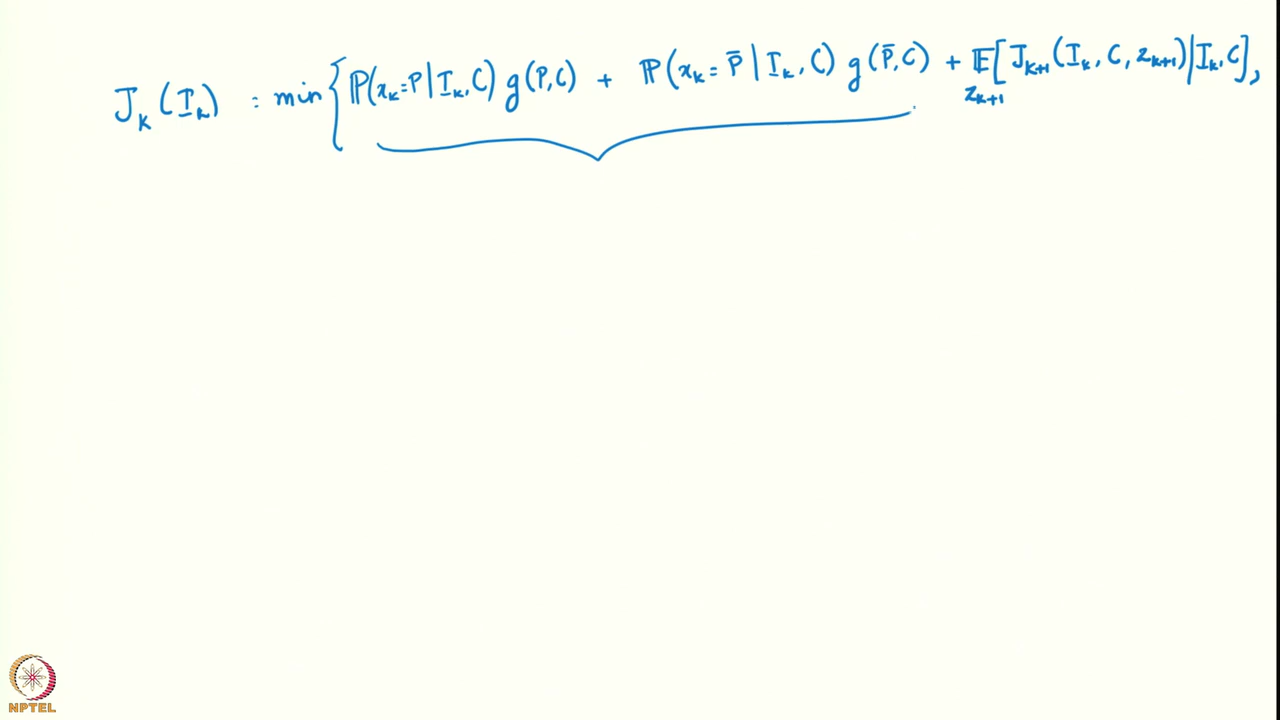 J_k(I_k) = min{ ℙ(x_k=P|I_k,C) g(P,C) + ℙ(x_k=P̄|I_k,C) g(P̄,C) + 𝔼_{z_{k+1}}[J_{k+1}(I_k,C,z_{k+1})|I_k,C],
NPTEL